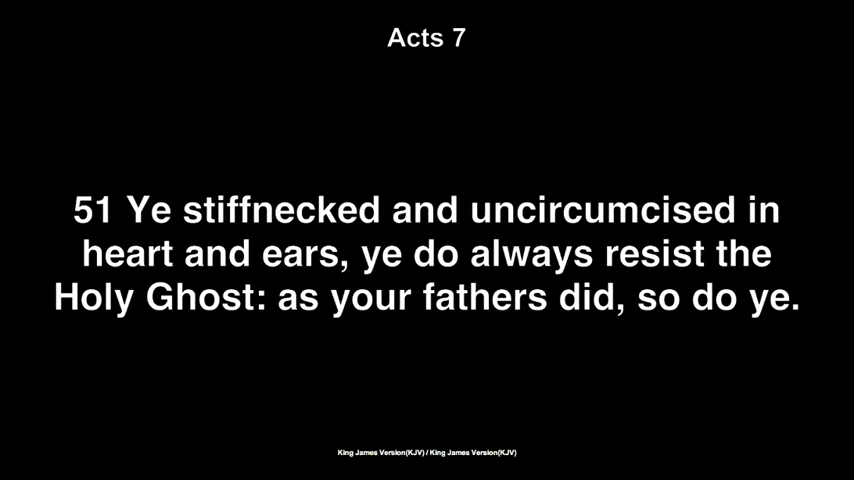 Acts 7
51 Ye stiffnecked and uncircumcised in
heart and ears, ye do always resist the
Holy Ghost: as your fathers did, so do ye.
King James Version(KJV) / King James Version(KJV)